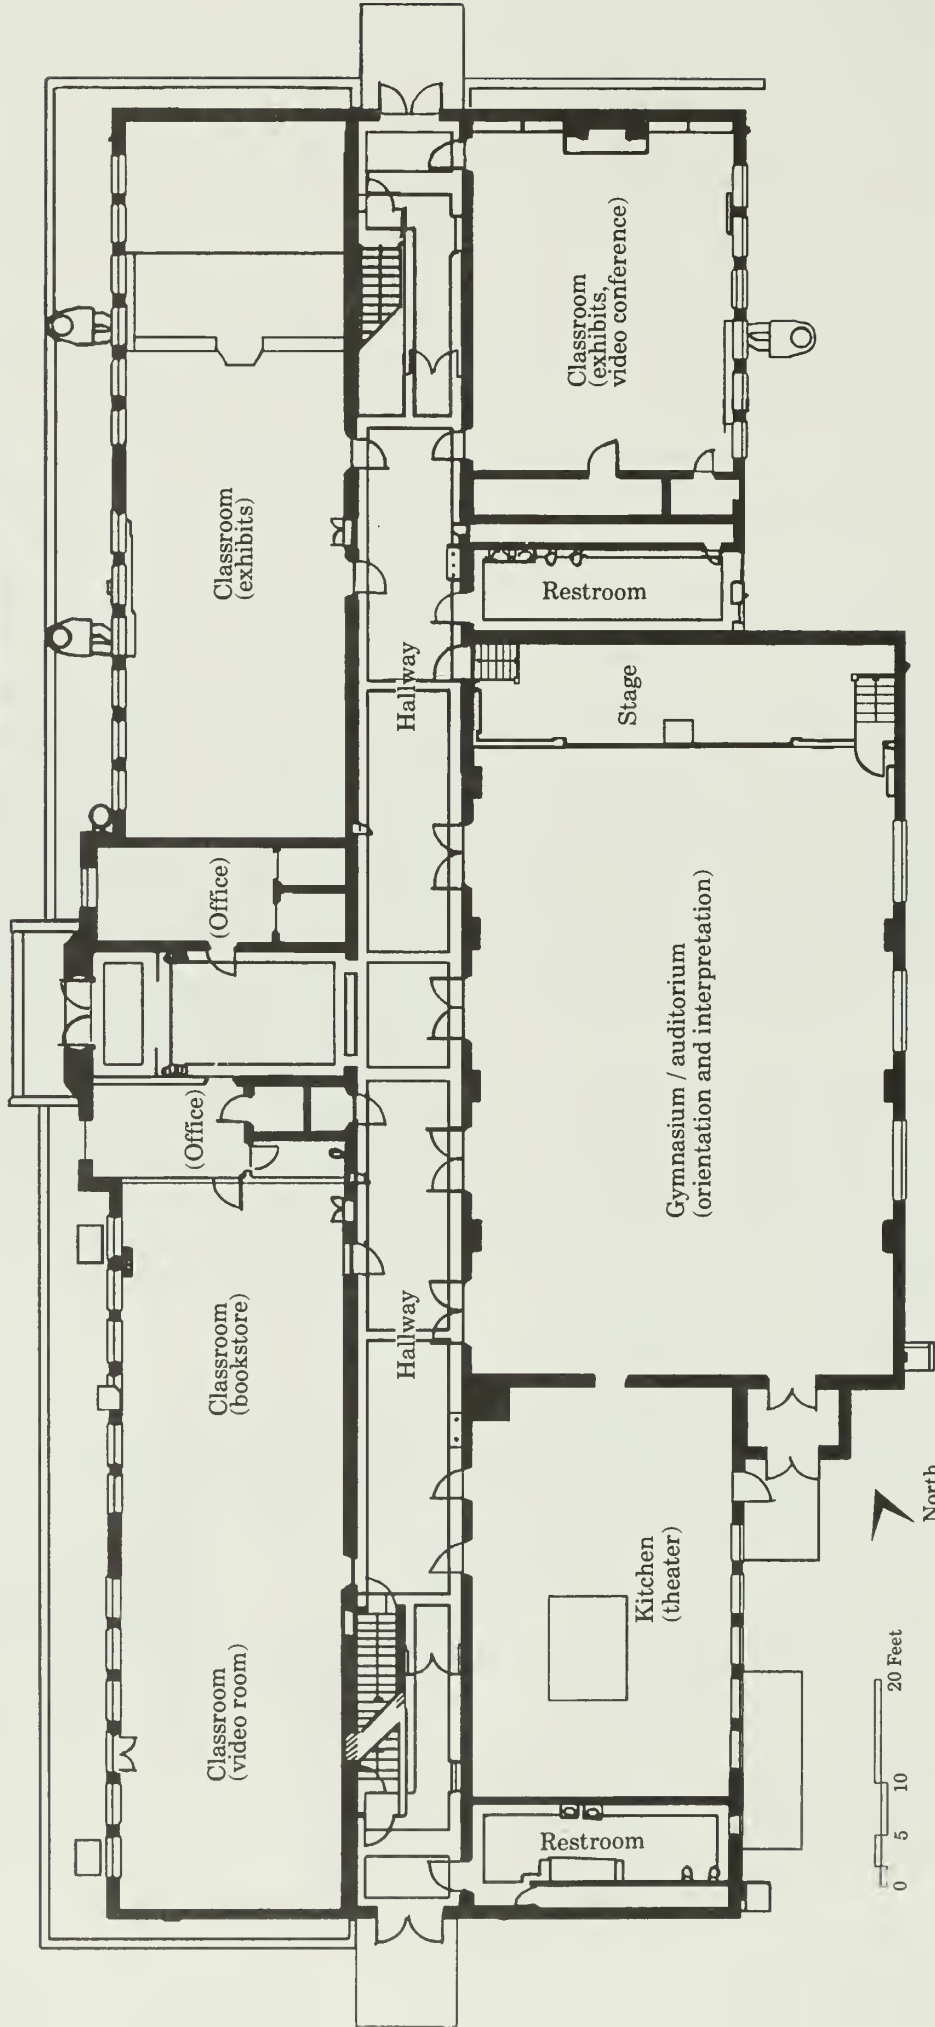 Classroom
(video room)
Classroom
(bookstore)
(Office)
(Office)
Classroom
(exhibits)
Hallway
Hallway
Restroom
Kitchen
(theater)
Gymnasium / auditorium
(orientation and interpretation)
Stage
Restroom
Classroom
(exhibits,
video conference)
0 5 10 20 Feet
North